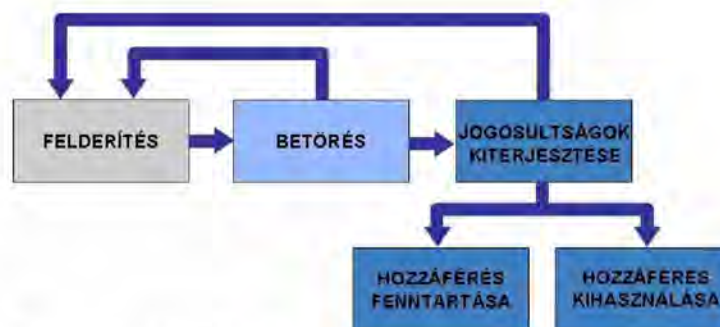 FELDERÍTÉS
BETÖRÉS
JOGOSULTSÁGOK
KITERJESZTÉSE
HOZZÁFÉRÉS
FENNTARTÁSA
HOZZÁFÉRÉS
KIHASZNÁLÁSA